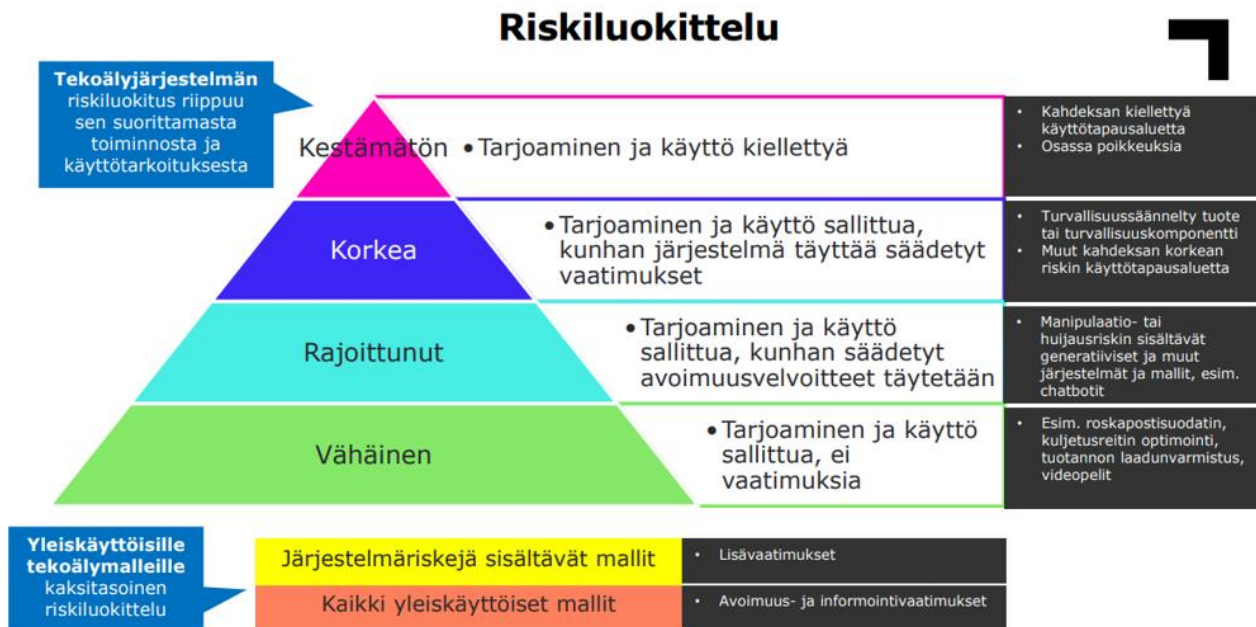 Riskiluokittelu
Tekoälyjärjestelmän
riskiluokitus riippuu
sen suorittamasta
toiminnosta ja
käyttötarkoituksesta
Kestämätön
• Tarjoaminen ja käyttö kiellettyä
• Kahdeksan kiellettyä
käyttötapausaluetta
• Osassa poikkeuksia
Korkea
• Tarjoaminen ja käyttö sallittua,
kunhan järjestelmä täyttää säädetyt
vaatimukset
• Turvallisuussäännelty tuote
tai turvallisuuskomponentti
• Muut kahdeksan korkean
riskin käyttötapausaluetta
Rajoittunut
• Tarjoaminen ja käyttö
sallittua, kunhan säädetyt
avoimuusvelvoitteet täytetään
• Manipulaatio- tai
huijausriskin sisältävät
generatiiviset ja muut
järjestelmät ja mallit, esim.
chatbotit
Vähäinen
• Tarjoaminen ja käyttö
sallittua, ei
vaatimuksia
• Esim. roskapostisuodatin,
kuljetusreitin optimointi,
tuotannon laadunvarmistus,
videopelit
Yleiskäyttöisille
tekoälymalleille
kaksitasoinen
riskiluokittelu
Järjestelmäriskejä sisältävät mallit
• Lisävaatimukset
Kaikki yleiskäyttöiset mallit
• Avoimuus- ja informointivaatimukset